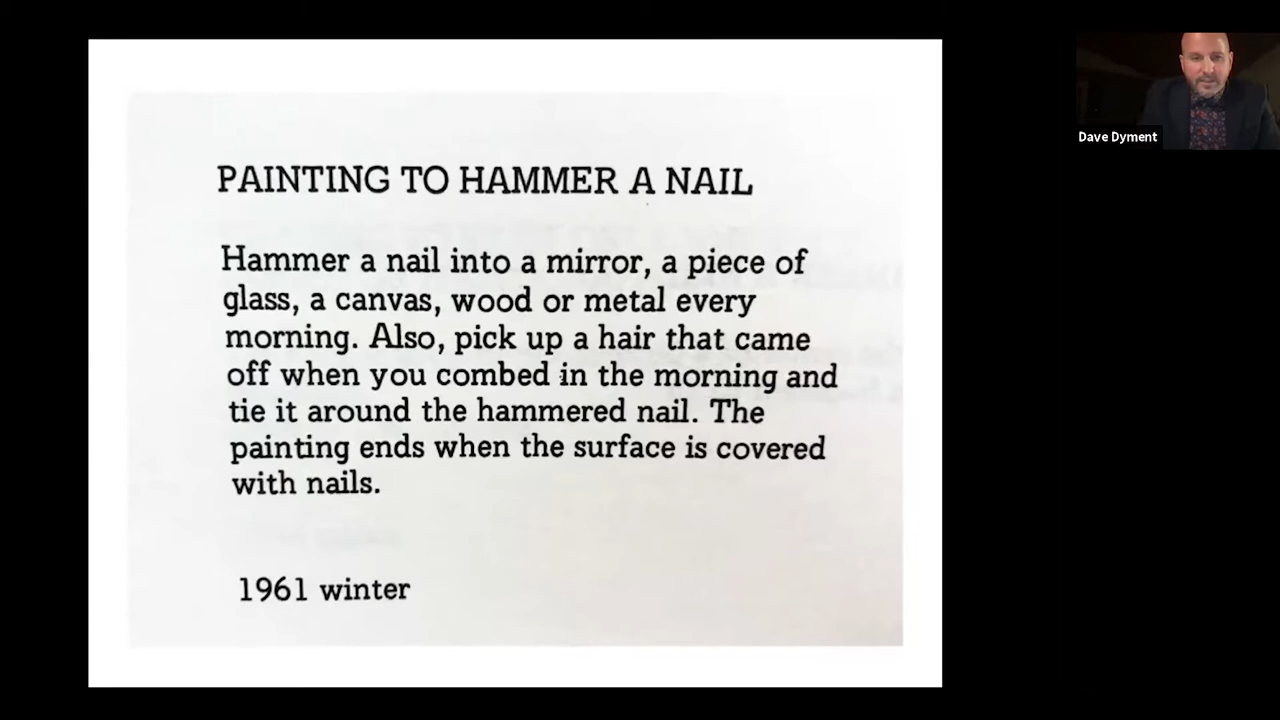 PAINTING TO HAMMER A NAIL
Hammer a nail into a mirror, a piece of
glass, a canvas, wood or metal every
morning. Also, pick up a hair that came
off when you combed in the morning and
tie it around the hammered nail. The
painting ends when the surface is covered
with nails.
1961 winter
Dave Dyment